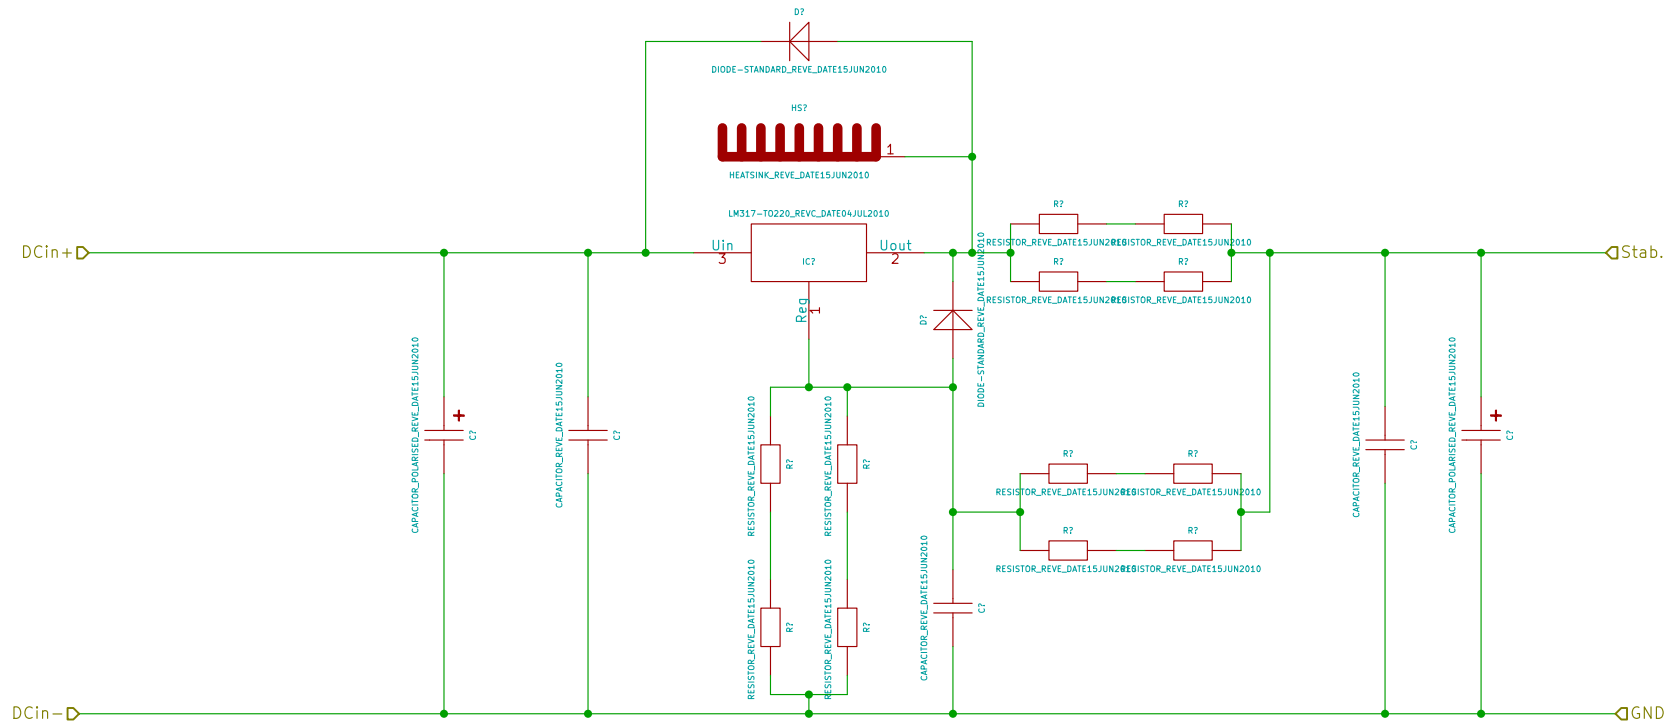 D?
DIODE-STANDARD_REVE_DATE15JUN2010
HS?
1
HEATSINK_REVE_DATE15JUN2010
LM317-TO220_REVC_DATE04JUL2010
DCin+
Uin
3
IC?
Uout
2
Reg
1
R?
RESISTOR_REVE_DATE15JUN2010
R?
RESISTOR_REVE_DATE15JUN2010
R?
RESISTOR_REVE_DATE15JUN2010
R?
RESISTOR_REVE_DATE15JUN2010
Stab.
D?
DIODE-STANDARD_REVE_DATE15JUN2010
CAPACITOR_POLARISED_REVE_DATE15JUN2010
+
C?
CAPACITOR_REVE_DATE15JUN2010
C?
RESISTOR_REVE_DATE15JUN2010
R?
RESISTOR_REVE_DATE15JUN2010
R?
R?
RESISTOR_REVE_DATE15JUN2010
R?
RESISTOR_REVE_DATE15JUN2010
R?
RESISTOR_REVE_DATE15JUN2010
R?
RESISTOR_REVE_DATE15JUN2010
CAPACITOR_REVE_DATE15JUN2010
C?
CAPACITOR_POLARISED_REVE_DATE15JUN2010
+
C?
RESISTOR_REVE_DATE15JUN2010
R?
RESISTOR_REVE_DATE15JUN2010
R?
CAPACITOR_REVE_DATE15JUN2010
C?
DCin-
GND